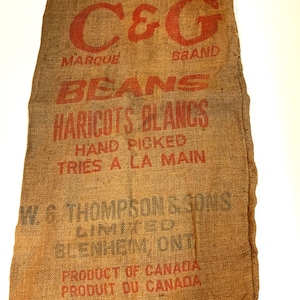 C&G
MARQUE BRAND
BEANS
HARICOTS BLANCS
HAND PICKED
TRIES A LA MAIN
W. G. THOMPSON & SONS
LIMITED
BLENHEIM, ONT.
PRODUCT OF CANADA
PRODUIT DU CANADA